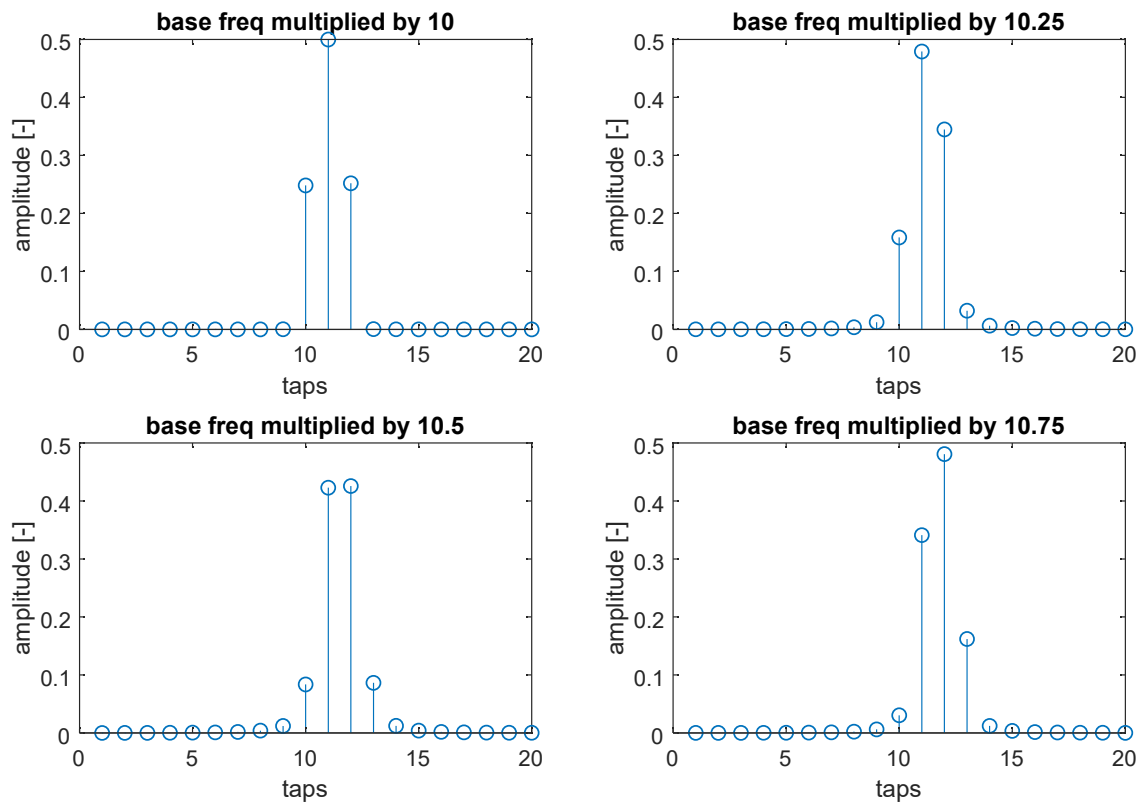 base freq multiplied by 10
0.5
0.4
0.3
0.2
0.1
0
amplitude [-]
0 5 10 15 20
taps
base freq multiplied by 10.25
0.5
0.4
0.3
0.2
0.1
0
amplitude [-]
0 5 10 15 20
taps
base freq multiplied by 10.5
0.5
0.4
0.3
0.2
0.1
0
amplitude [-]
0 5 10 15 20
taps
base freq multiplied by 10.75
0.5
0.4
0.3
0.2
0.1
0
amplitude [-]
0 5 10 15 20
taps